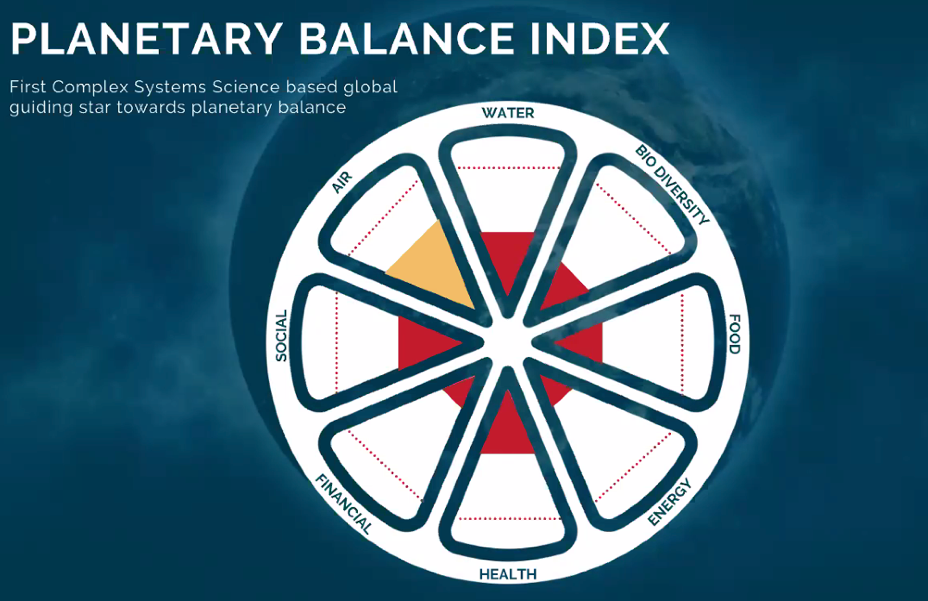 PLANETARY BALANCE INDEX
First Complex Systems Science based global
guiding star towards planetary balance
WATER
BIO DIVERSITY
AIR
FOOD
SOCIAL
ENERGY
FINANCIAL
HEALTH